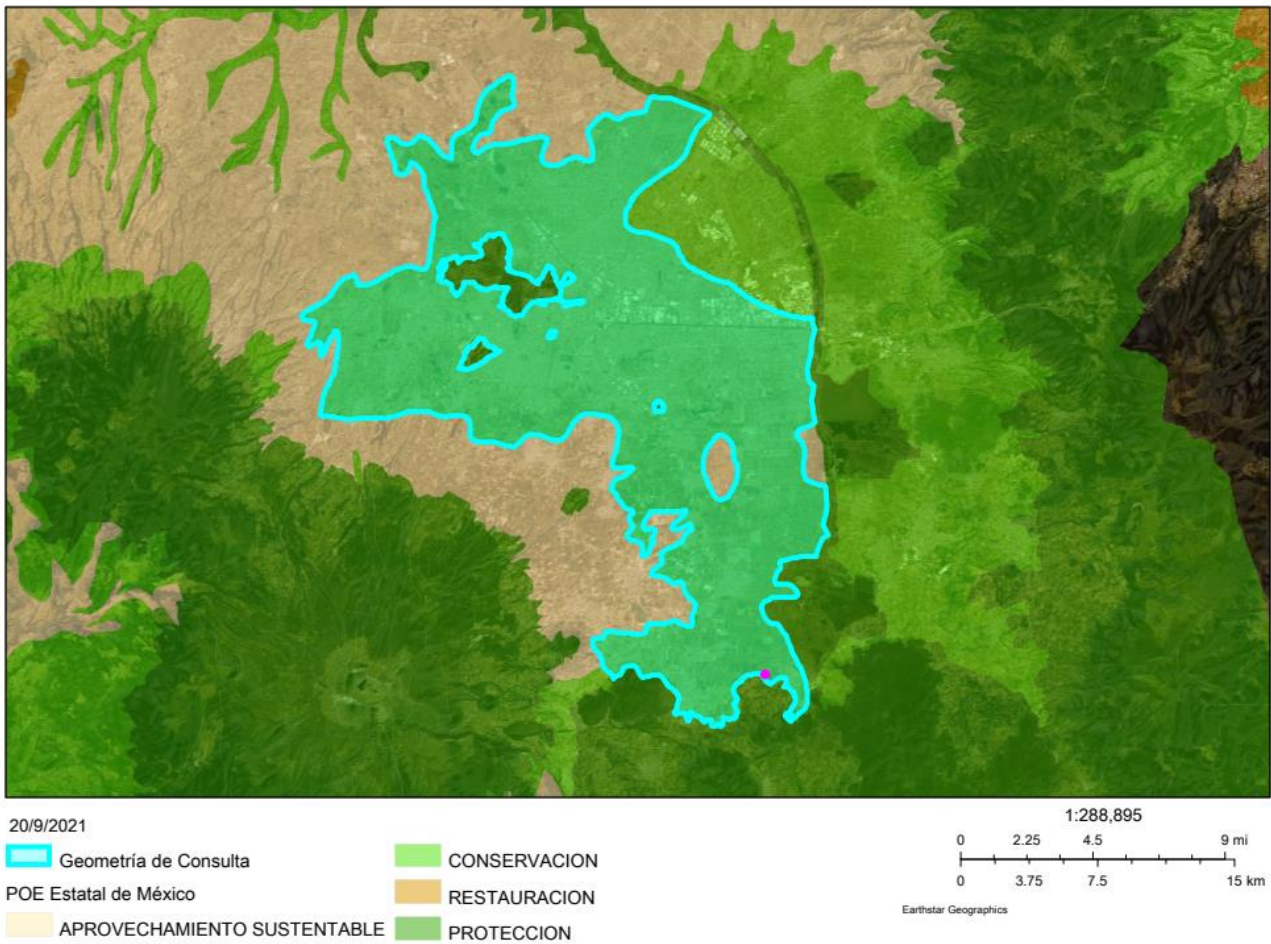 20/9/2021
Geometría de Consulta
POE Estatal de México
APROVECHAMIENTO SUSTENTABLE
CONSERVACION
RESTAURACION
PROTECCION
1:288,895
0 2.25 4.5 9 mi
0 3.75 7.5 15 km
Earthstar Geographics